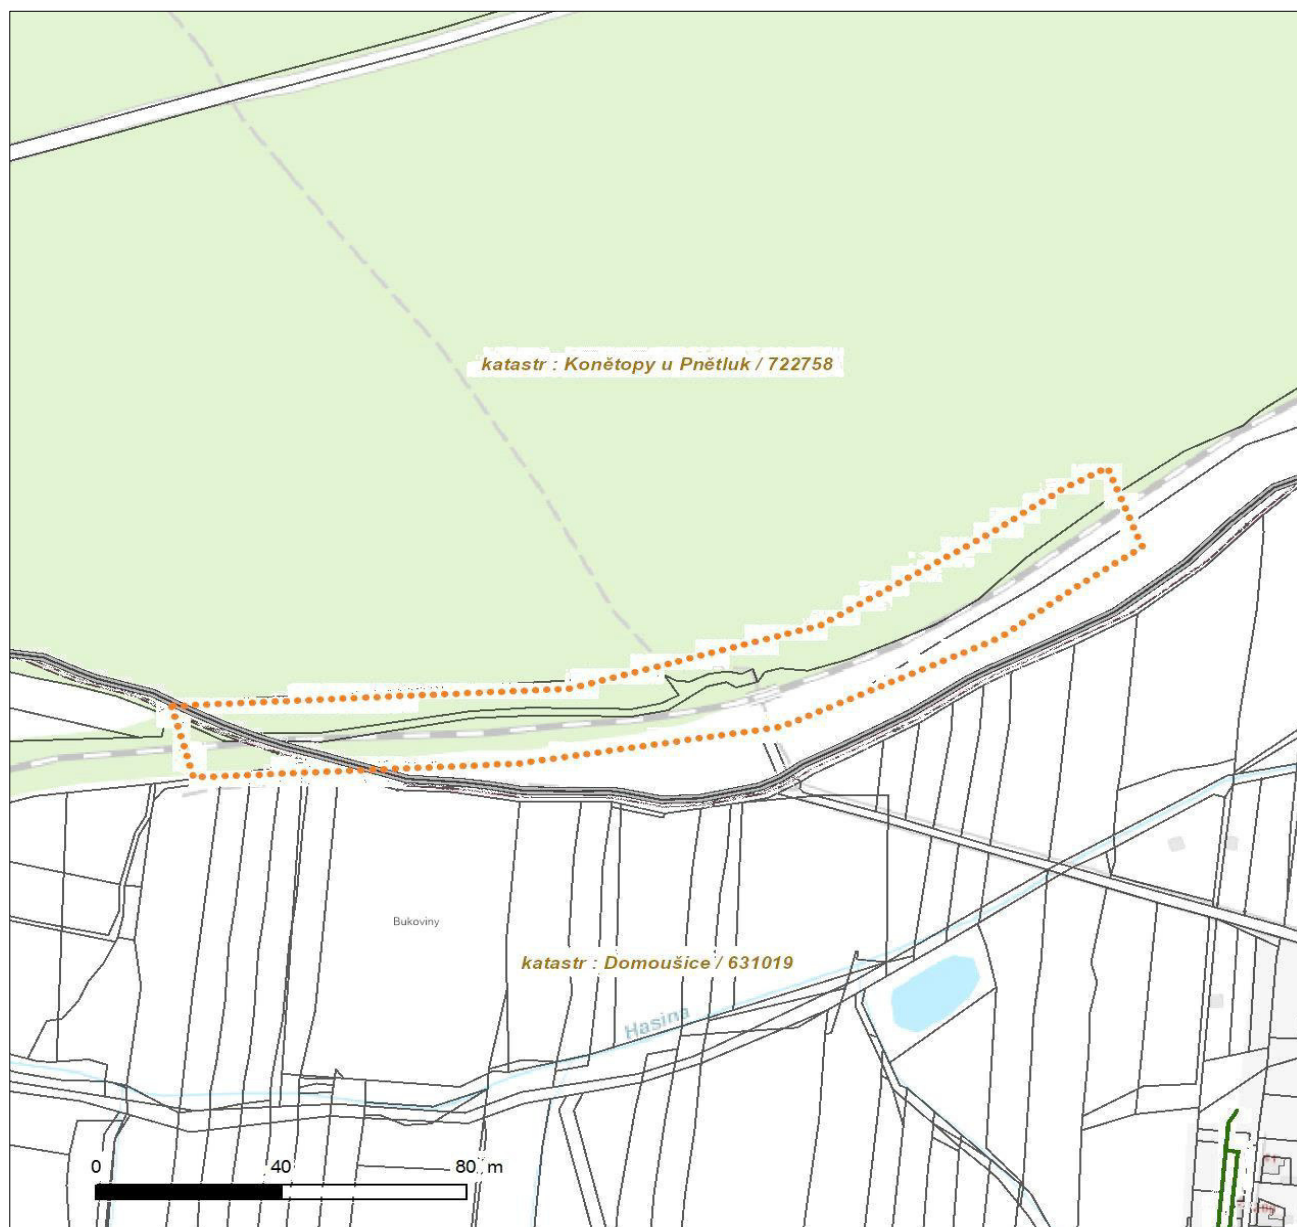 katastr : Konětopy u Pnětluk / 722758
Bukoviny
katastr : Domoušice / 631019
Hasina
0 40 80 m